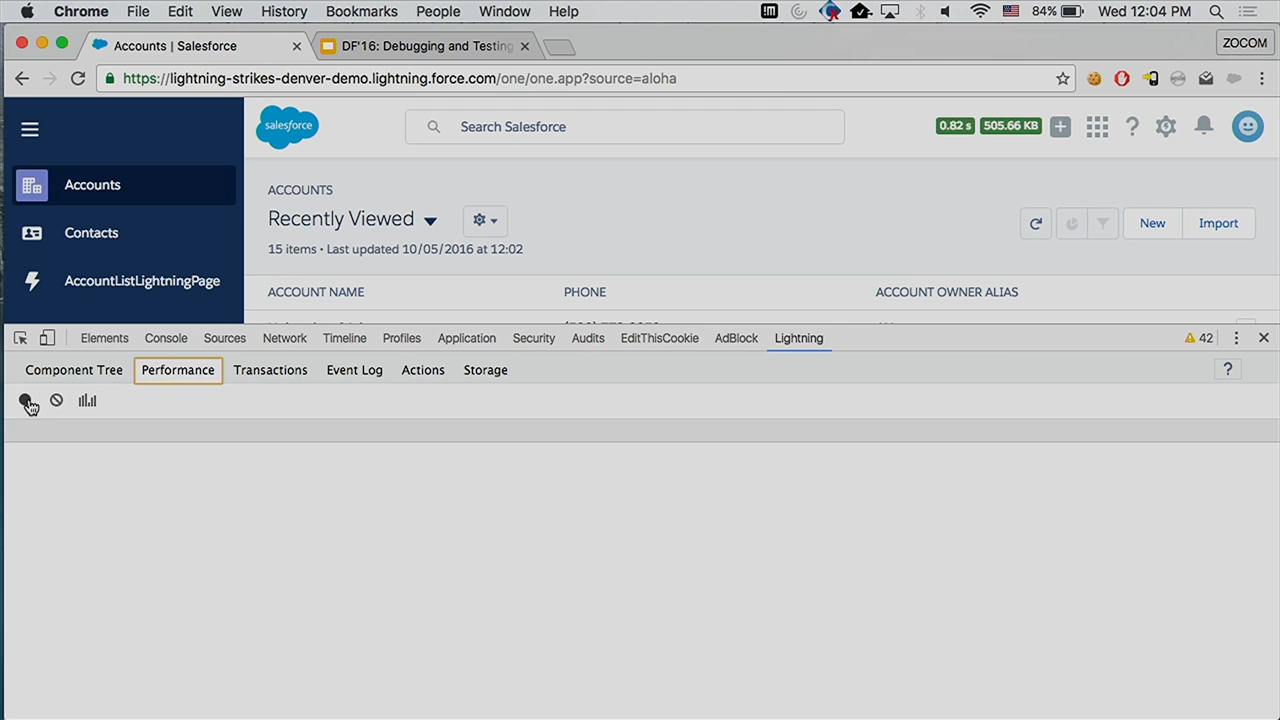 Chrome File Edit View History Bookmarks People Window Help 84% Wed 12:04 PM
Accounts | Salesforce DF'16: Debugging and Testing ZOCOM
https://lightning-strikes-denver-demo.lightning.force.com/one/one.app?source=aloha
salesforce Search Salesforce 0.82 s 505.66 KB
Accounts
Contacts
AccountListLightningPage
ACCOUNTS
Recently Viewed
15 items • Last updated 10/05/2016 at 12:02
New Import
ACCOUNT NAME PHONE ACCOUNT OWNER ALIAS
Elements Console Sources Network Timeline Profiles Application Security Audits EditThisCookie AdBlock Lightning 42
Component Tree Performance Transactions Event Log Actions Storage ?